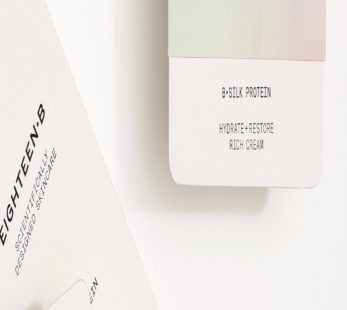 B+SILK PROTEIN
HYDRATE+RESTORE
RICH CREAM
EIGHTEEN·B
SCIENTIFICALLY
DESIGNED SKINCARE